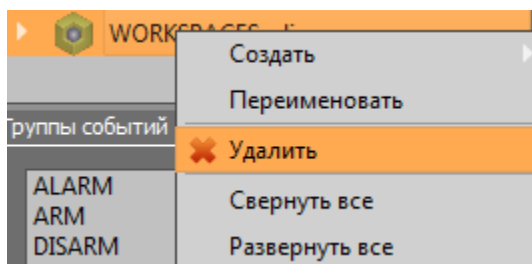 WORKSPACES
Создать
Переименовать
Группы событий
Удалить
ALARM
ARM
DISARM
Свернуть все
Развернуть все